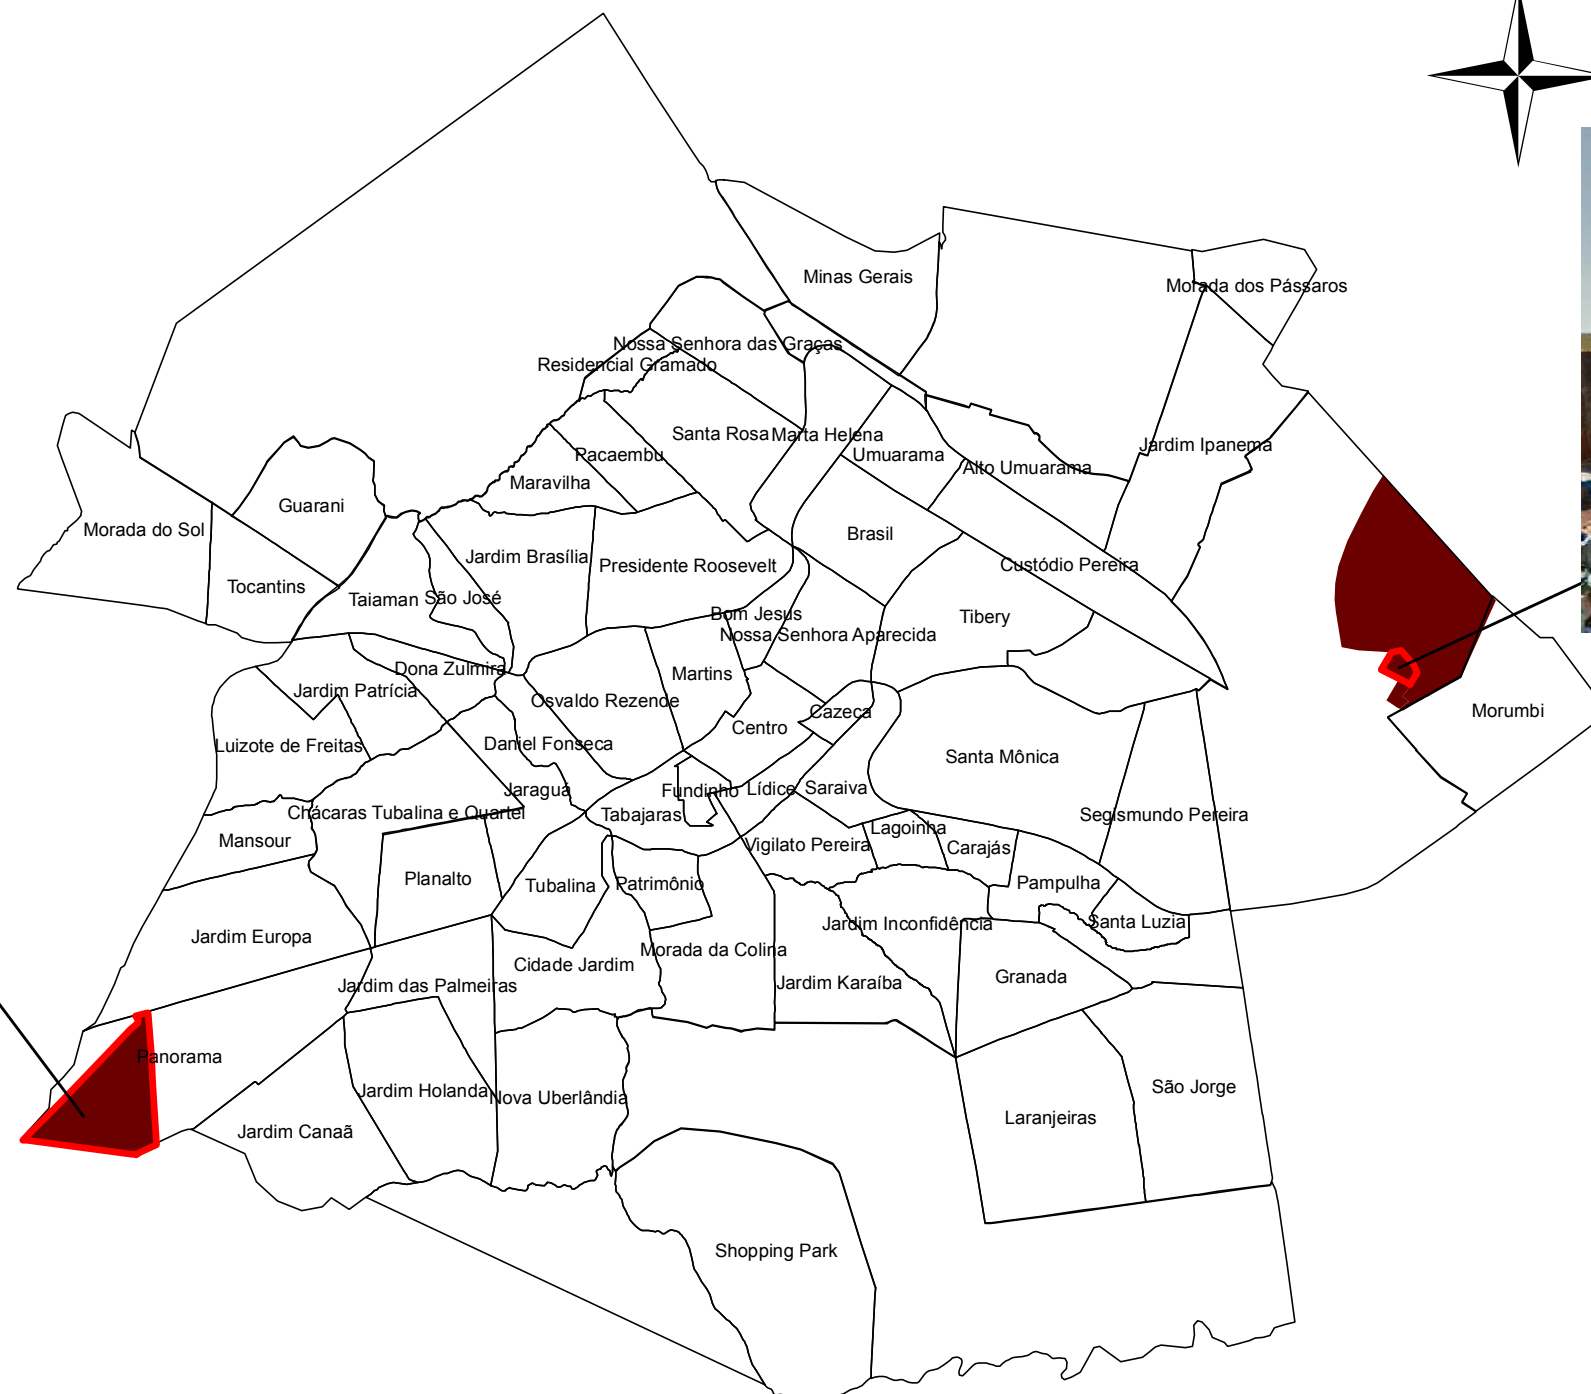 Minas Gerais
Morada dos Pássaros
Nossa Senhora das Graças
Residencial Gramado
Santa Rosa
Marta Helena
Jardim Ipanema
Pacaembu
Umuarama
Alto Umuarama
Maravilha
Guarani
Morada do Sol
Brasil
Jardim Brasília
Presidente Roosevelt
Custódio Pereira
Tocantins
Taiaman
São José
Bom Jesus
Tibery
Nossa Senhora Aparecida
Dona Zulmira
Martins
Jardim Patrícia
Osvaldo Rezende
Cazeca
Morumbi
Centro
Luizote de Freitas
Daniel Fonseca
Santa Mônica
Jaraguá
Fundinho
Lídice
Saraiva
Chácaras Tubalina e Quartel
Tabajaras
Segismundo Pereira
Lagoinha
Mansour
Vigilato Pereira
Carajás
Planalto
Tubalina
Patrimônio
Pampulha
Jardim Inconfidência
Santa Luzia
Jardim Europa
Morada da Colina
Cidade Jardim
Granada
Jardim das Palmeiras
Jardim Karaíba
Panorama
Jardim Holanda
Nova Uberlândia
São Jorge
Laranjeiras
Jardim Canaã
Shopping Park